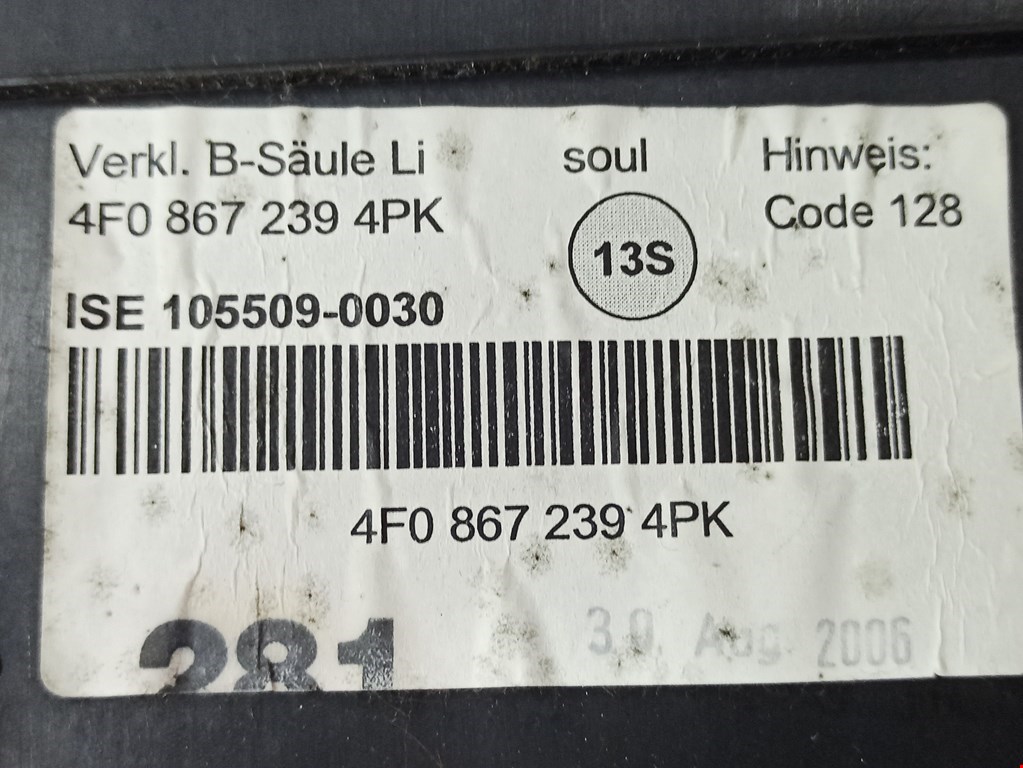 Verkl. B-Säule Li
4F0 867 239 4PK
soul
13S
Hinweis:
Code 128
ISE 105509-0030
4F0 867 239 4PK
281
30. Aug. 2006